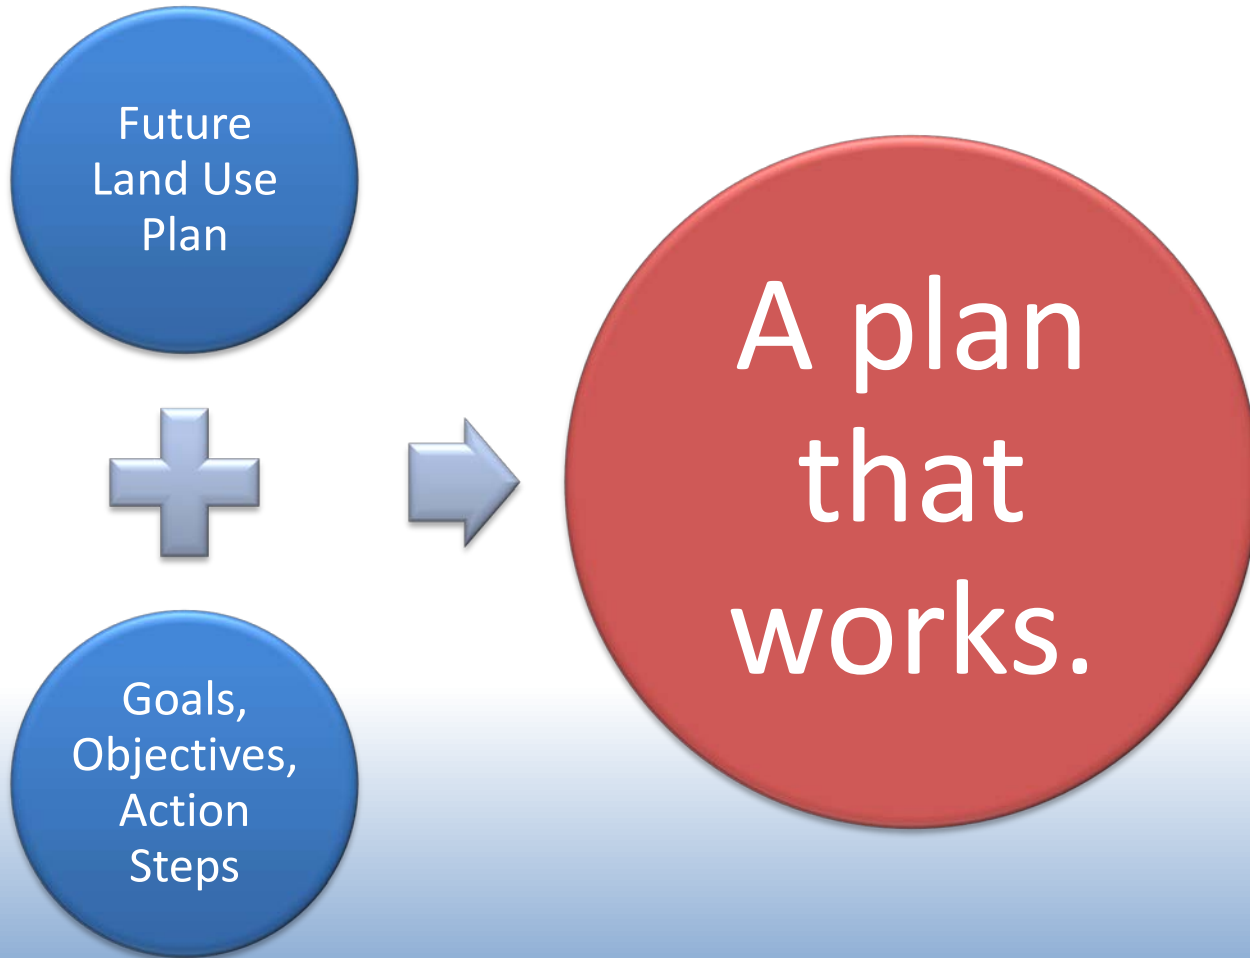 Future
Land Use
Plan
Goals,
Objectives,
Action
Steps
A plan
that
works.